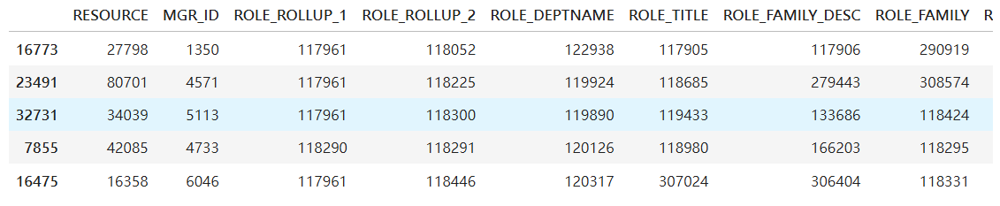 RESOURCE MGR_ID ROLE_ROLLUP_1 ROLE_ROLLUP_2 ROLE_DEPTNAME ROLE_TITLE ROLE_FAMILY_DESC ROLE_FAMILY
16773 27798 1350 117961 118052 122938 117905 117906 290919
23491 80701 4571 117961 118225 119924 118685 279443 308574
32731 34039 5113 117961 118300 119890 119433 133686 118424
7855 42085 4733 118290 118291 120126 118980 166203 118295
16475 16358 6046 117961 118446 120317 307024 306404 118331